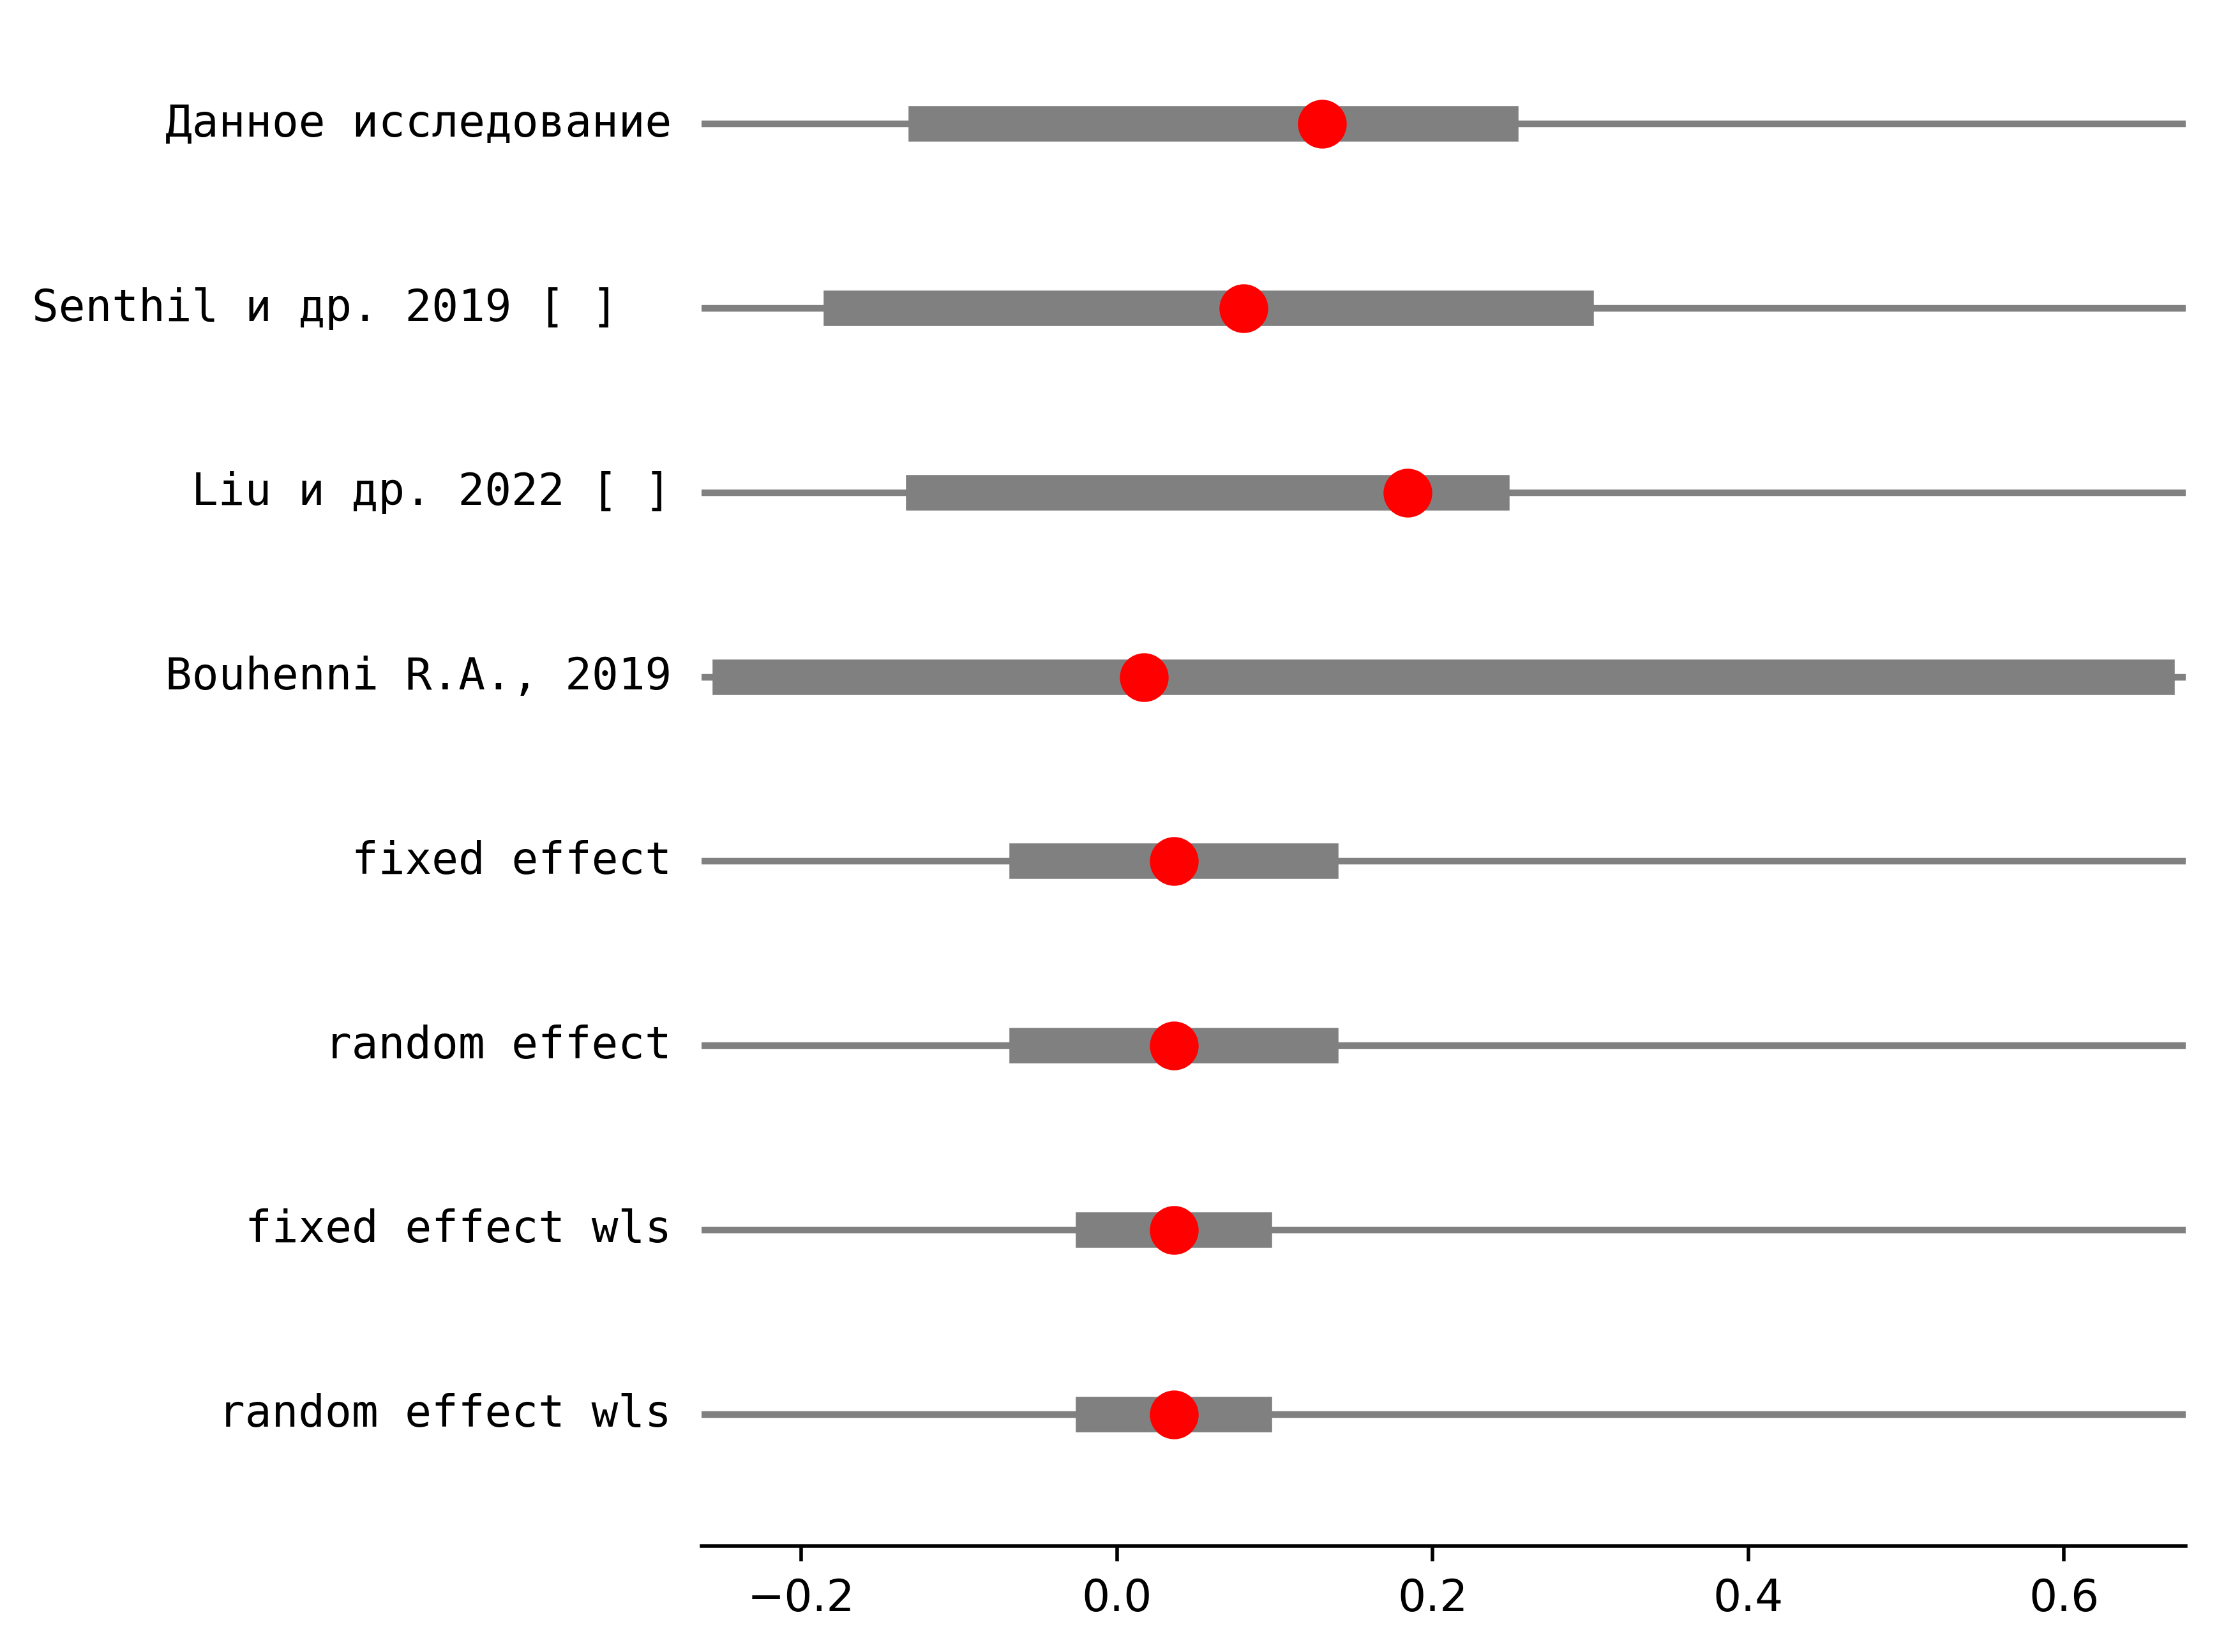 Данное исследование
Senthil и др. 2019 [ ]
Liu и др. 2022 [ ]
Bouhenni R.A., 2019
fixed effect
random effect
fixed effect wls
random effect wls
−0.2 0.0 0.2 0.4 0.6